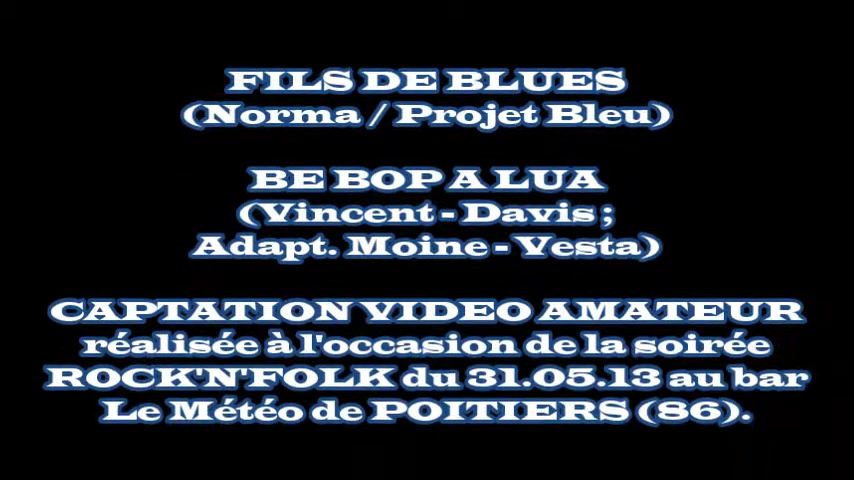 FILS DE BLUES
(Norma / Projet Bleu)
BE BOP A LUA
(Vincent - Davis ;
Adapt. Moine - Vesta)
CAPTATION VIDEO AMATEUR
réalisée à l'occasion de la soirée
ROCK'N'FOLK du 31.05.13 au bar
Le Météo de POITIERS (86).